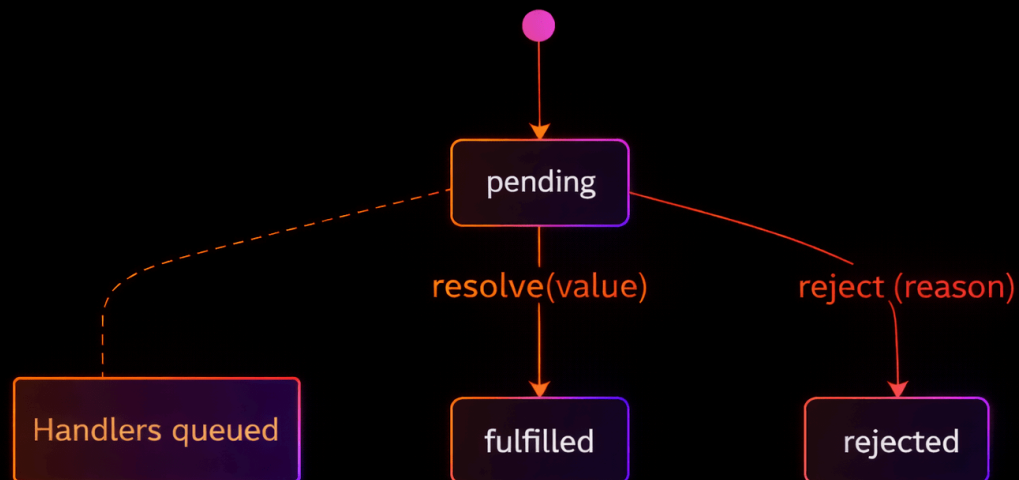 pending
resolve(value)
reject (reason)
Handlers queued
fulfilled
rejected